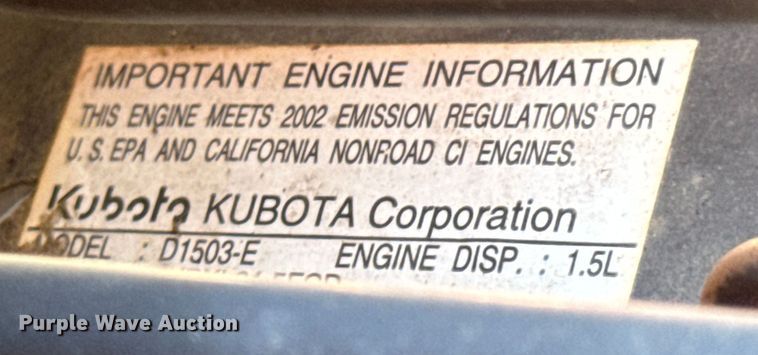 IMPORTANT ENGINE INFORMATION
THIS ENGINE MEETS 2002 EMISSION REGULATIONS FOR
U.S. EPA AND CALIFORNIA NONROAD CI ENGINES.
Kubota KUBOTA Corporation
MODEL : D1503-E ENGINE DISP. : 1.5L
Purple Wave Auction